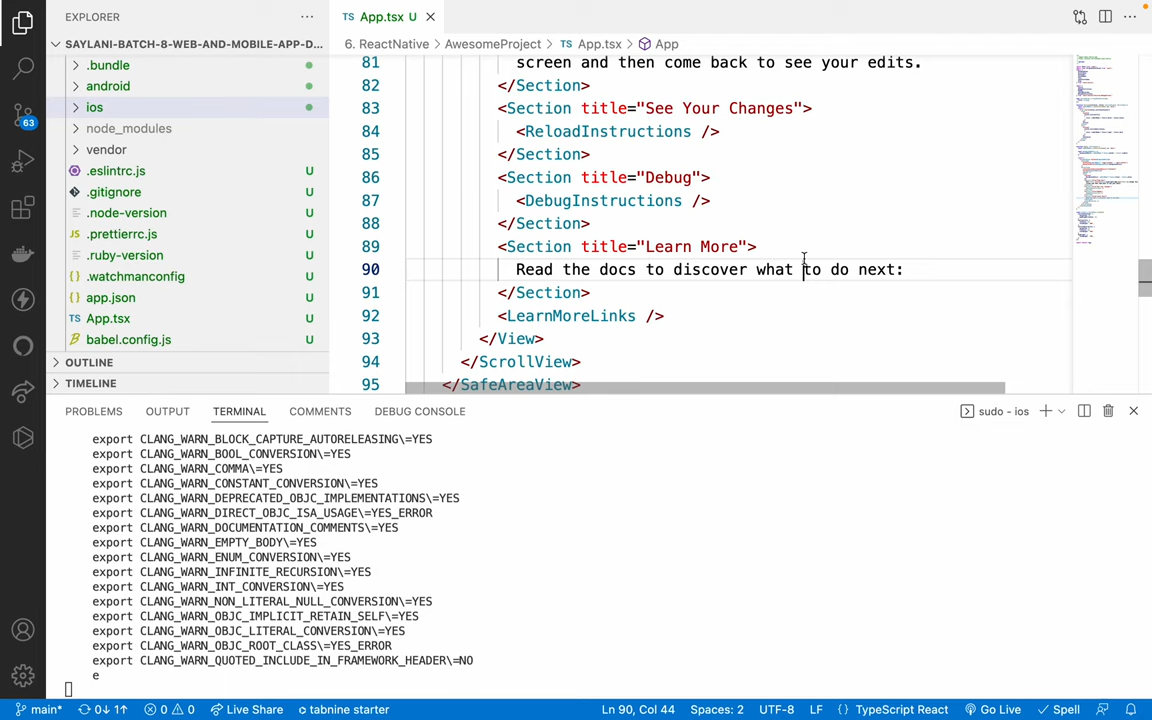 EXPLORER
SAYLANI-BATCH-8-WEB-AND-MOBILE-APP-D...
.bundle
android
ios
node_modules
vendor
.eslintrc.js U
.gitignore U
.node-version U
.prettierrc.js U
.ruby-version U
.watchmanconfig U
app.json U
TS App.tsx U
babel.config.js U
OUTLINE
TIMELINE
63
TS App.tsx U
6. ReactNative > AwesomeProject > TS App.tsx > App
81 screen and then come back to see your edits.
82 </Section>
83 <Section title="See Your Changes">
84 <ReloadInstructions />
85 </Section>
86 <Section title="Debug">
87 <DebugInstructions />
88 </Section>
89 <Section title="Learn More">
90 Read the docs to discover what to do next:
91 </Section>
92 <LearnMoreLinks />
93 </View>
94 </ScrollView>
95 </SafeAreaView>
PROBLEMS OUTPUT TERMINAL COMMENTS DEBUG CONSOLE sudo - ios
export CLANG_WARN_BLOCK_CAPTURE_AUTORELEASING\=YES
export CLANG_WARN_BOOL_CONVERSION\=YES
export CLANG_WARN_COMMA\=YES
export CLANG_WARN_CONSTANT_CONVERSION\=YES
export CLANG_WARN_DEPRECATED_OBJC_IMPLEMENTATIONS\=YES
export CLANG_WARN_DIRECT_OBJC_ISA_USAGE\=YES_ERROR
export CLANG_WARN_DOCUMENTATION_COMMENTS\=YES
export CLANG_WARN_EMPTY_BODY\=YES
export CLANG_WARN_ENUM_CONVERSION\=YES
export CLANG_WARN_INFINITE_RECURSION\=YES
export CLANG_WARN_INT_CONVERSION\=YES
export CLANG_WARN_NON_LITERAL_NULL_CONVERSION\=YES
export CLANG_WARN_OBJC_IMPLICIT_RETAIN_SELF\=YES
export CLANG_WARN_OBJC_LITERAL_CONVERSION\=YES
export CLANG_WARN_OBJC_ROOT_CLASS\=YES_ERROR
export CLANG_WARN_QUOTED_INCLUDE_IN_FRAMEWORK_HEADER\=NO
e
main* 0↓ 1↑ 0 0 Live Share tabnine starter Ln 90, Col 44 Spaces: 2 UTF-8 LF {} TypeScript React Go Live Spell